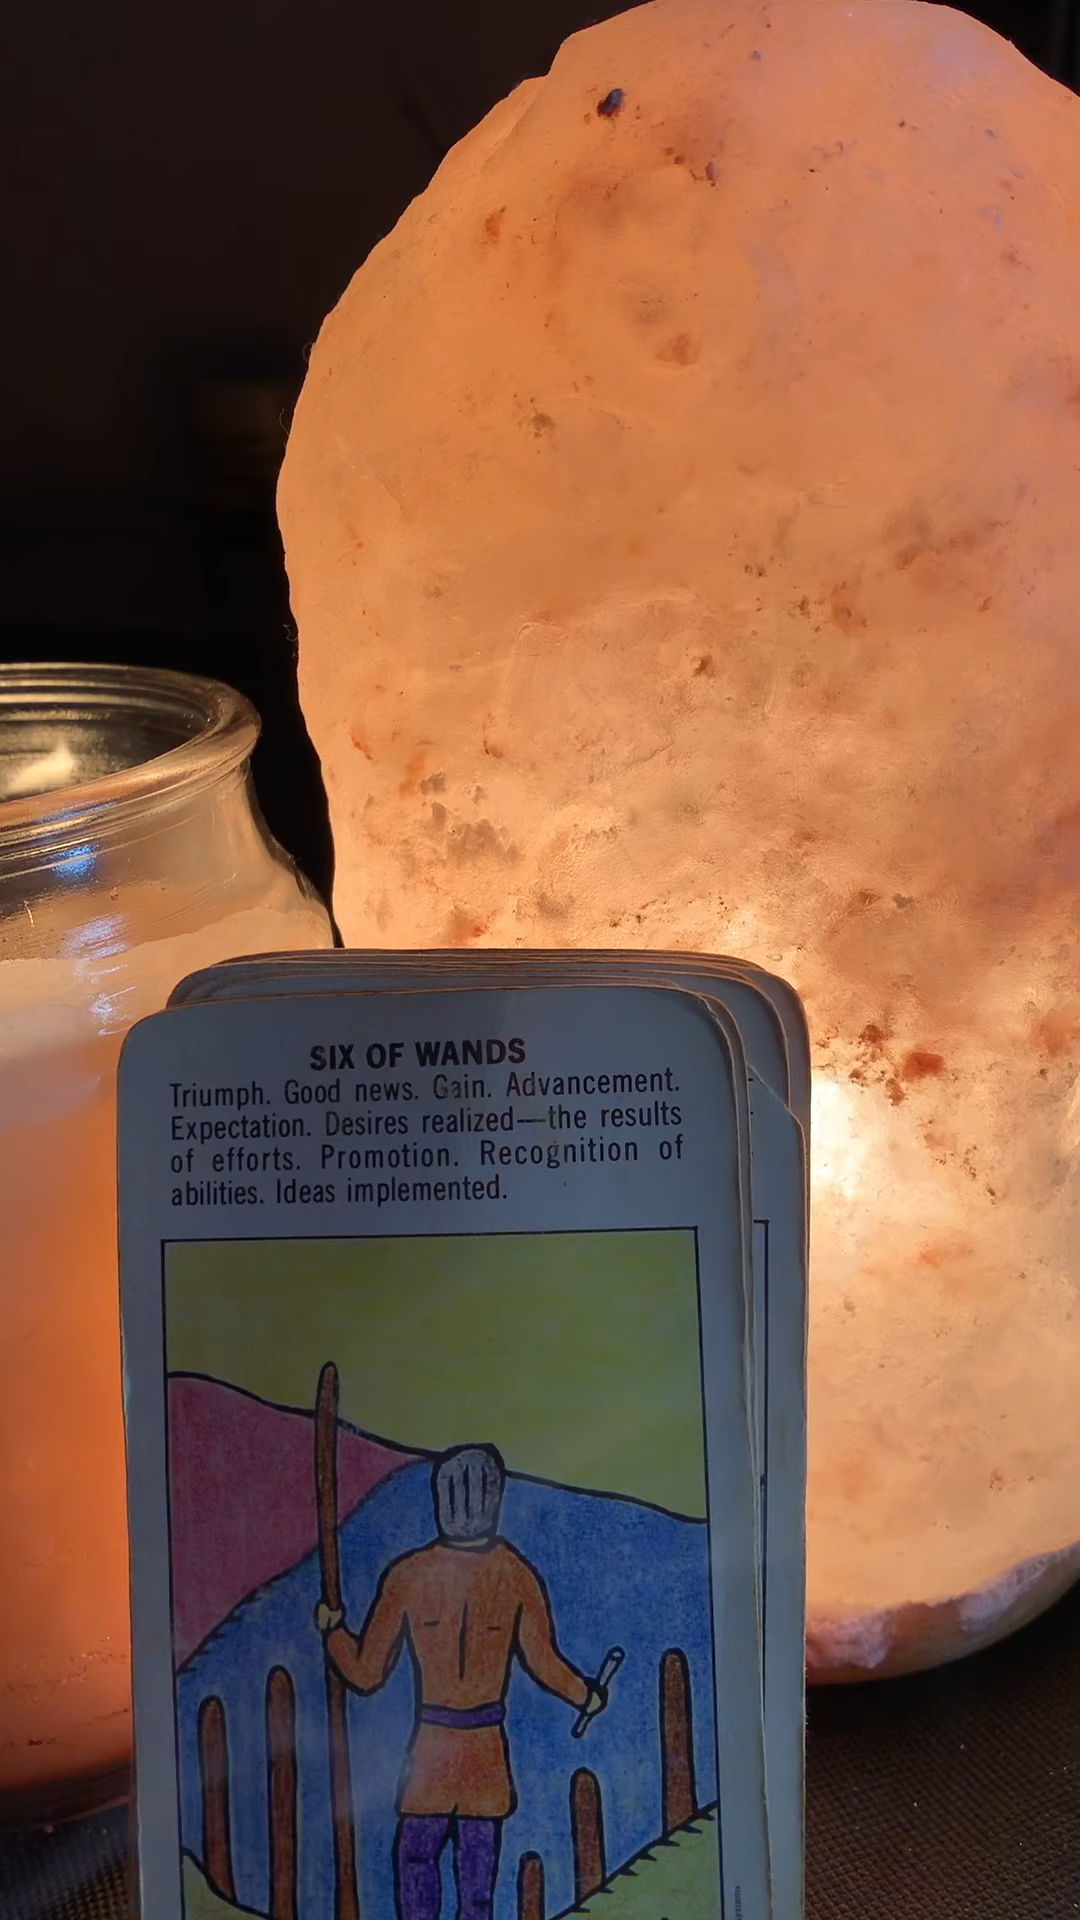 SIX OF WANDS
Triumph. Good news. Gain. Advancement.
Expectation. Desires realized—the results
of efforts. Promotion. Recognition of
abilities. Ideas implemented.